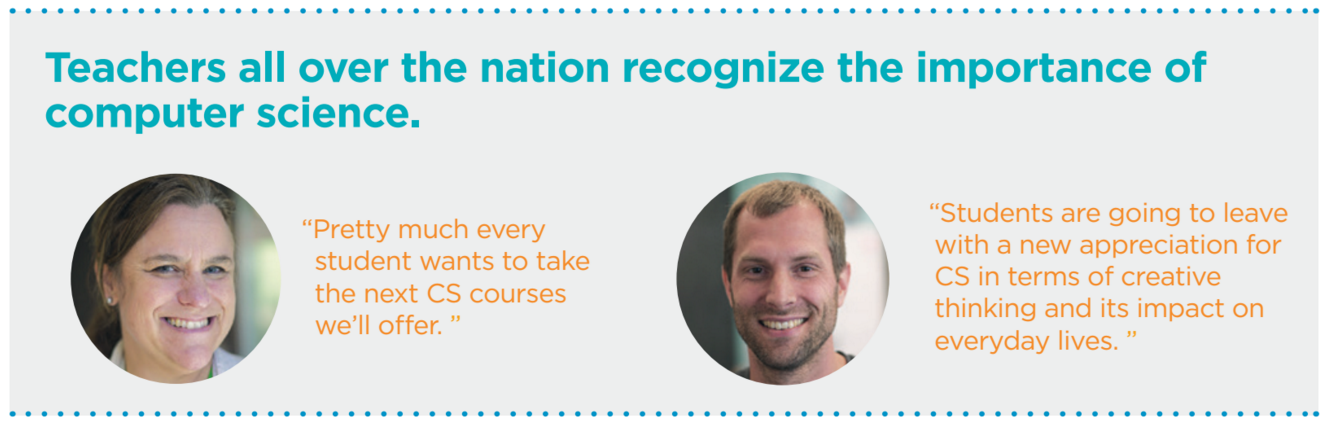 Teachers all over the nation recognize the importance of
computer science.
“Pretty much every
student wants to take
the next CS courses
we’ll offer. ”
“Students are going to leave
with a new appreciation for
CS in terms of creative
thinking and its impact on
everyday lives. ”